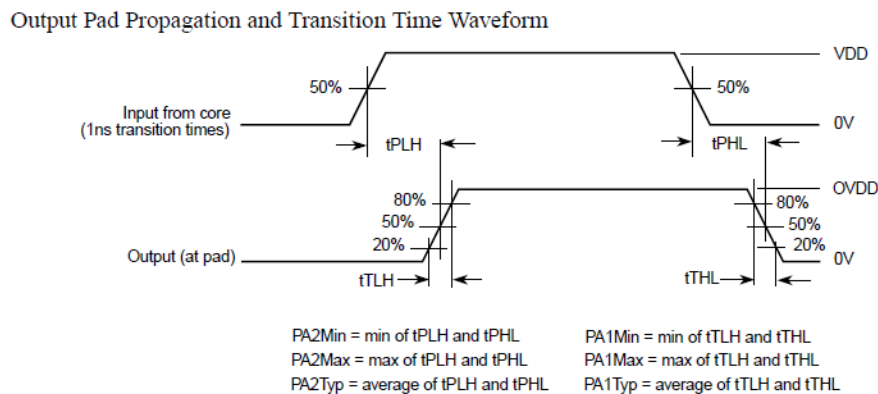 Output Pad Propagation and Transition Time Waveform
VDD
50%
50%
Input from core
(1ns transition times)
0V
tPLH
tPHL
OVDD
80%
80%
50%
50%
20%
20%
Output (at pad)
0V
tTLH
tTHL
PA2Min = min of tPLH and tPHL
PA2Max = max of tPLH and tPHL
PA2Typ = average of tPLH and tPHL
PA1Min = min of tTLH and tTHL
PA1Max = max of tTLH and tTHL
PA1Typ = average of tTLH and tTHL